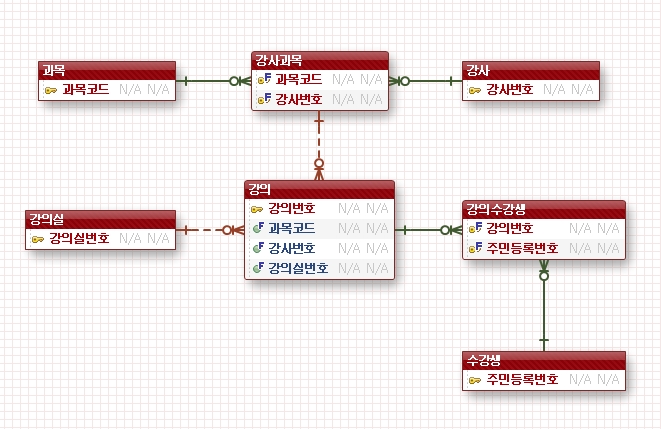 과목
과목코드 N/A N/A
강사과목
과목코드 N/A N/A
강사번호 N/A N/A
강사
강사번호 N/A N/A
강의실
강의실번호 N/A N/A
강의
강의번호 N/A N/A
과목코드 N/A N/A
강사번호 N/A N/A
강의실번호 N/A N/A
강의수강생
강의번호 N/A N/A
주민등록번호 N/A N/A
수강생
주민등록번호 N/A N/A